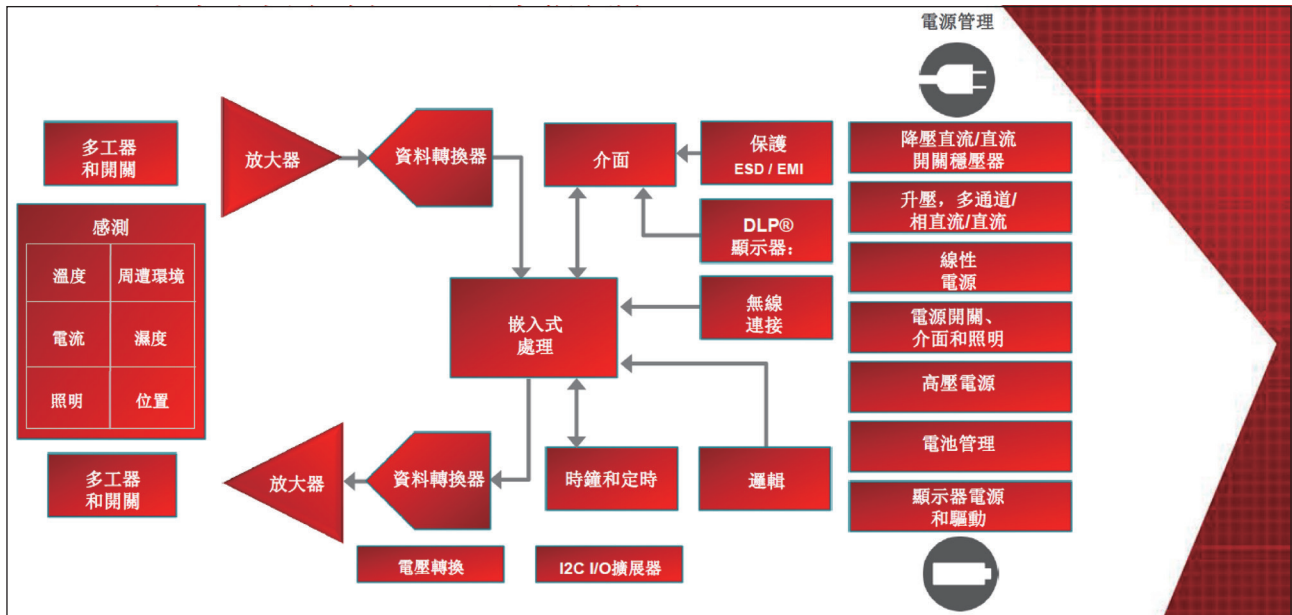 電源管理
多工器
和開關
感測
溫度
周遭環境
電流
濕度
照明
位置
多工器
和開關
放大器
資料轉換器
介面
保護
ESD / EMI
DLP®
顯示器：
嵌入式
處理
無線
連接
放大器
資料轉換器
時鐘和定時
邏輯
電壓轉換
I2C I/O擴展器
降壓直流/直流
開關穩壓器
升壓，多通道/
相直流/直流
線性
電源
電源開關、
介面和照明
高壓電源
電池管理
顯示器電源
和驅動